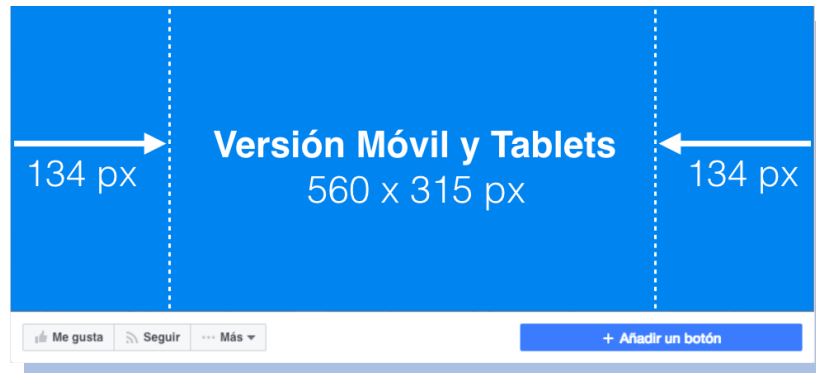 Versión Móvil y Tablets
134 px
560 x 315 px
134 px
Me gusta
Seguir
••• Más
+ Añadir un botón